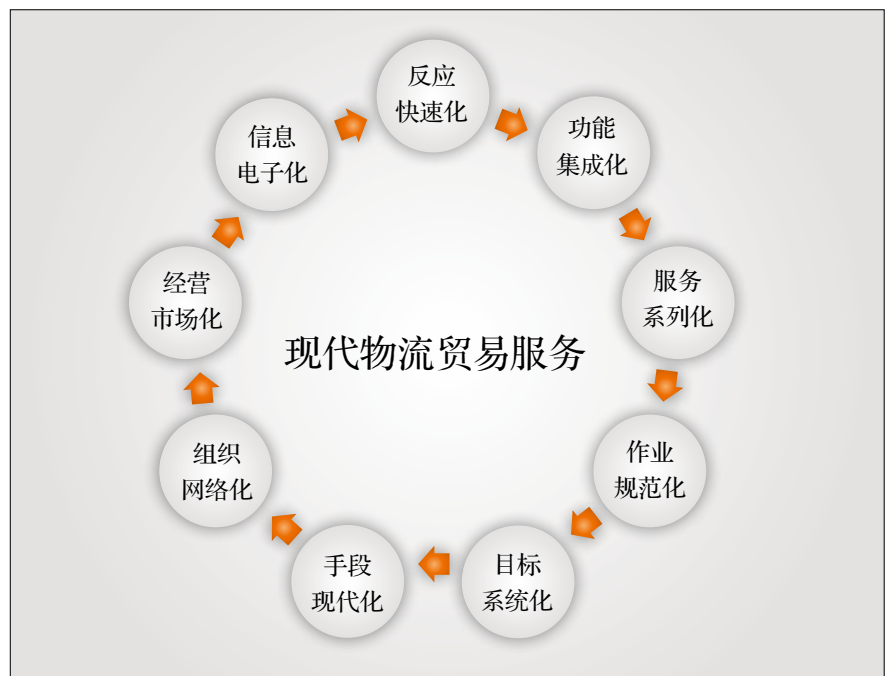 反应
快速化
功能
集成化
服务
系列化
作业
规范化
目标
系统化
手段
现代化
组织
网络化
经营
市场化
信息
电子化
现代物流贸易服务